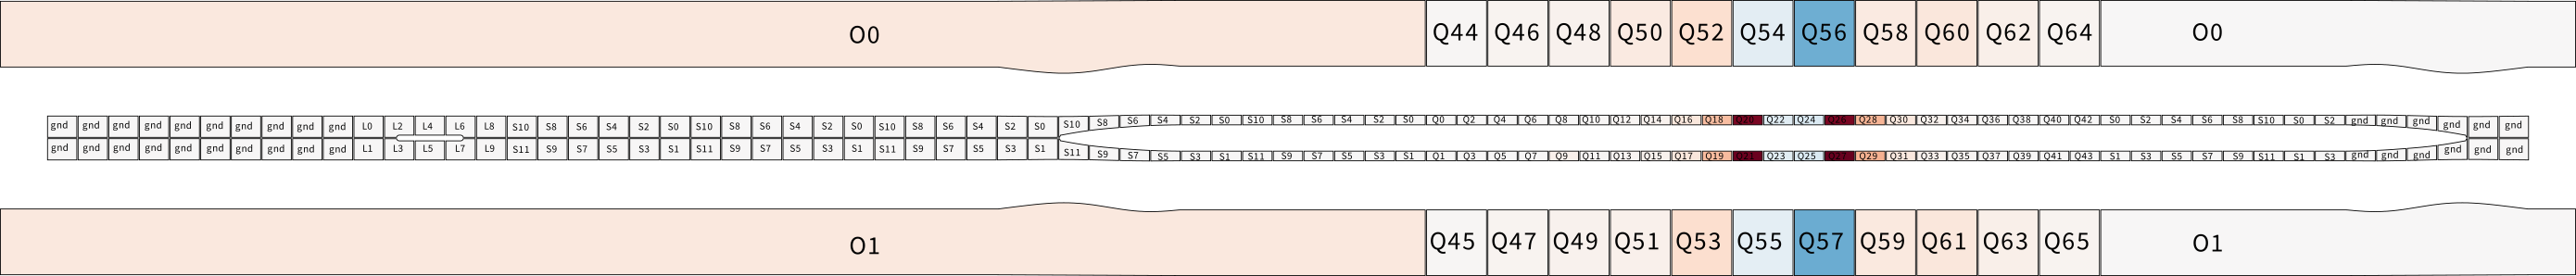 O0 Q44 Q46 Q48 Q50 Q52 Q54 Q56 Q58 Q60 Q62 Q64 O0
gnd gnd gnd gnd gnd gnd gnd gnd gnd gnd L0 L2 L4 L6 L8 S10 S8 S6 S4 S2 S0 S10 S8 S6 S4 S2 S0 S10 S8 S6 S4 S2 S0 S10 S8 S6 S4 S2 S0 S10 S8 S6 S4 S2 S0 Q0 Q2 Q4 Q6 Q8 Q10 Q12 Q14 Q16 Q18 Q20 Q22 Q24 Q26 Q28 Q30 Q32 Q34 Q36 Q38 Q40 Q42 S0 S2 S4 S6 S8 S10 S0 S2 gnd gnd gnd gnd gnd gnd
gnd gnd gnd gnd gnd gnd gnd gnd gnd gnd L1 L3 L5 L7 L9 S11 S9 S7 S5 S3 S1 S11 S9 S7 S5 S3 S1 S11 S9 S7 S5 S3 S1 S11 S9 S7 S5 S3 S1 S11 S9 S7 S5 S3 S1 Q1 Q3 Q5 Q7 Q9 Q11 Q13 Q15 Q17 Q19 Q21 Q23 Q25 Q27 Q29 Q31 Q33 Q35 Q37 Q39 Q41 Q43 S1 S3 S5 S7 S9 S11 S1 S3 gnd gnd gnd gnd gnd gnd
O1 Q45 Q47 Q49 Q51 Q53 Q55 Q57 Q59 Q61 Q63 Q65 O1